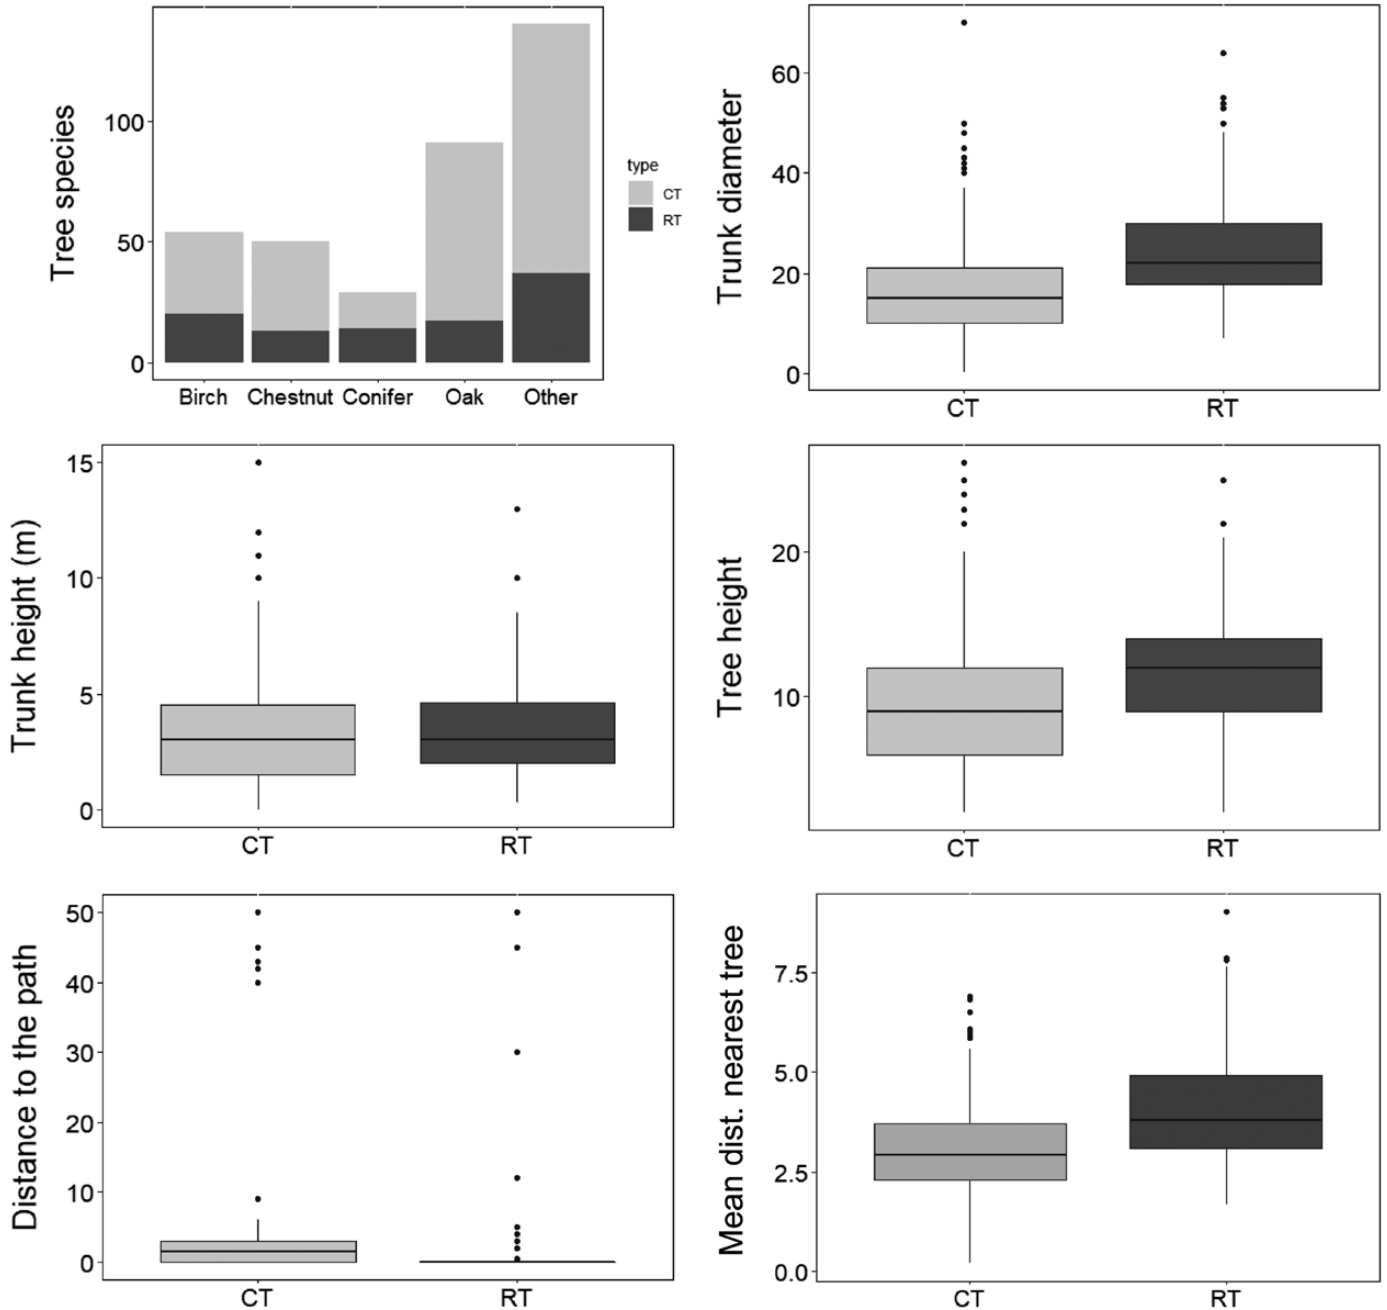 Tree species
100
50
0
Birch Chestnut Conifer Oak Other
type
CT
RT
Trunk diameter
60
40
20
0
CT RT
Trunk height (m)
15
10
5
0
CT RT
Tree height
20
10
CT RT
Distance to the path
50
40
30
20
10
0
CT RT
Mean dist. nearest tree
7.5
5.0
2.5
0.0
CT RT